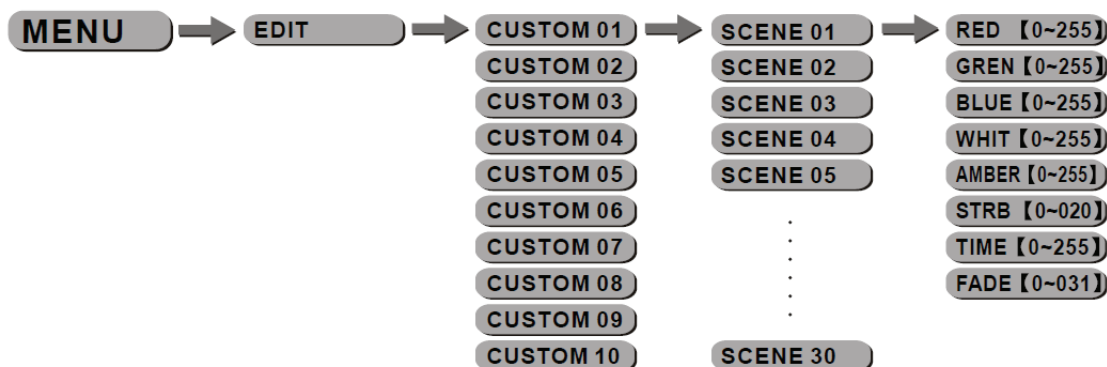 MENU EDIT CUSTOM 01 SCENE 01 RED 【0~255】
CUSTOM 02 SCENE 02 GREN【0~255】
CUSTOM 03 SCENE 03 BLUE【0~255】
CUSTOM 04 SCENE 04 WHIT【0~255】
CUSTOM 05 SCENE 05 AMBER【0~255】
CUSTOM 06 STRB 【0~020】
CUSTOM 07 TIME【0~255】
CUSTOM 08 FADE【0~031】
CUSTOM 09
CUSTOM 10 SCENE 30